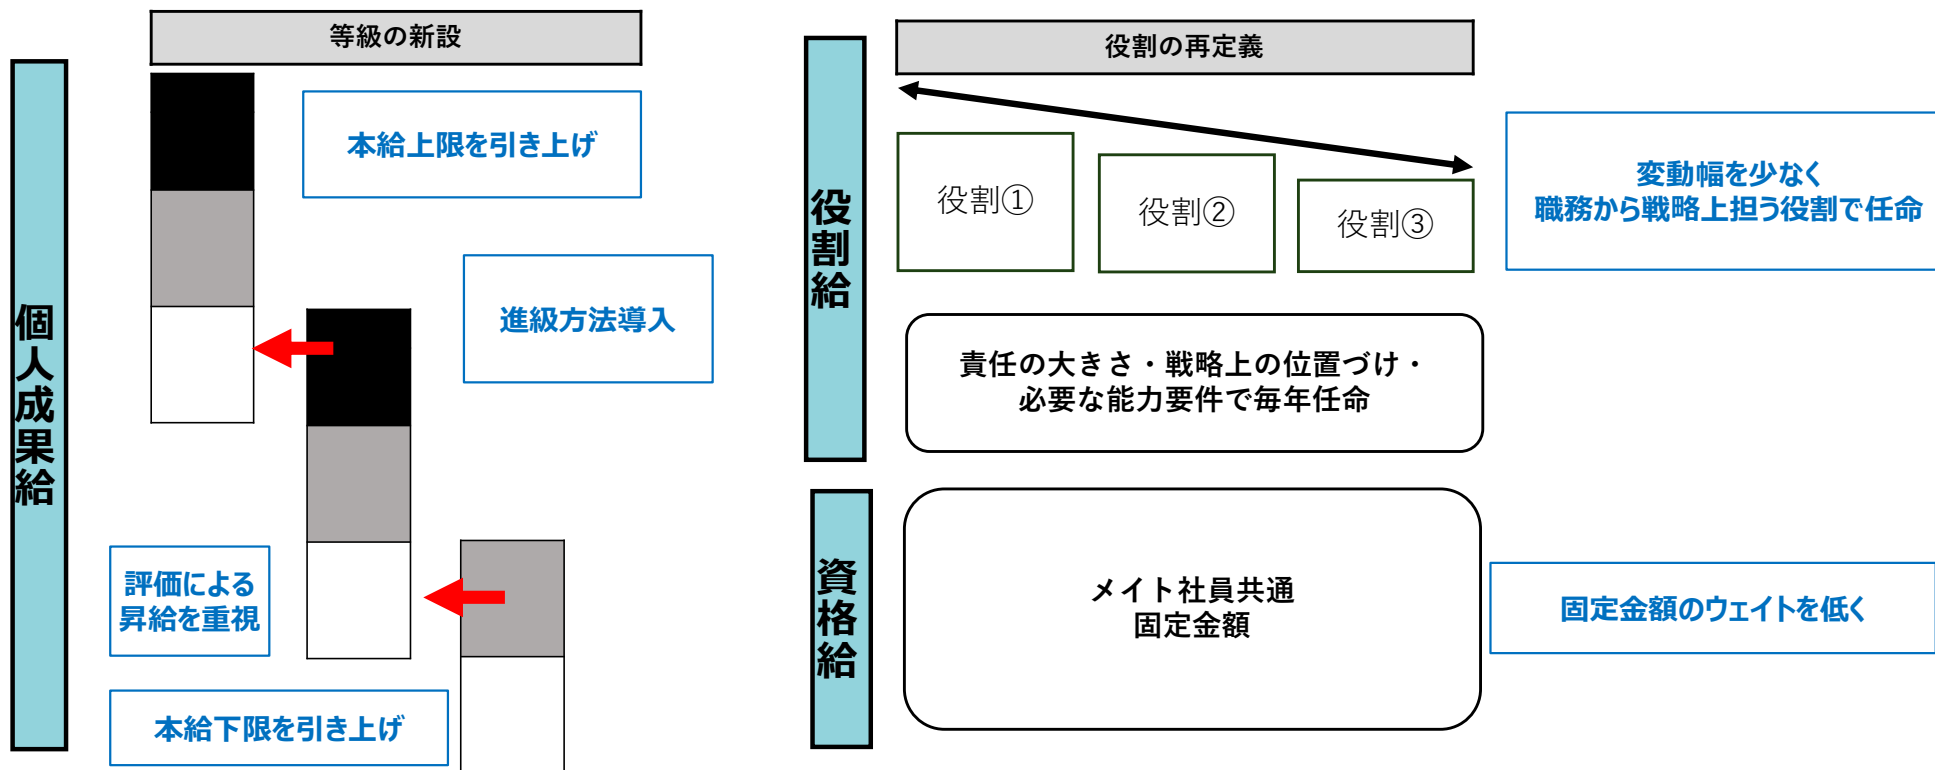 等級の新設
個人成果給
本給上限を引き上げ
進級方法導入
評価による
昇給を重視
本給下限を引き上げ
役割の再定義
役割給
役割①
役割②
役割③
変動幅を少なく
職務から戦略上担う役割で任命
責任の大きさ・戦略上の位置づけ・
必要な能力要件で毎年任命
資格給
メイト社員共通
固定金額
固定金額のウェイトを低く